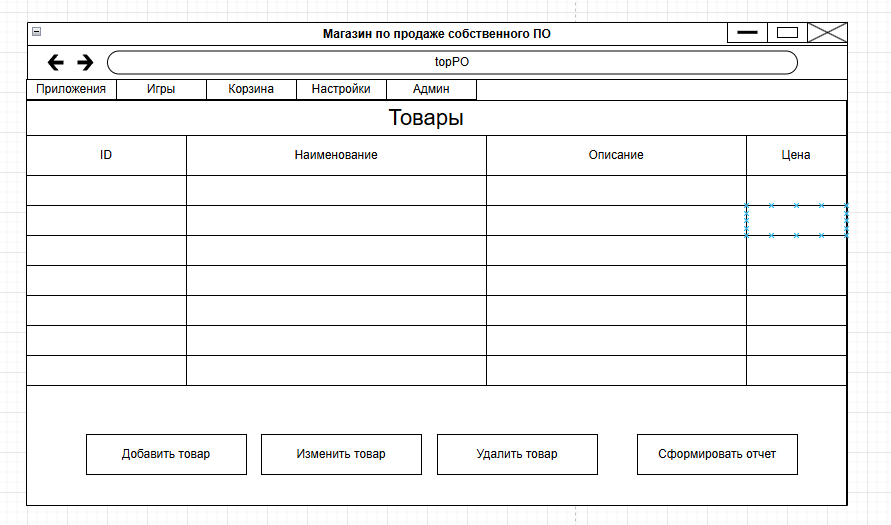 Магазин по продаже собственного ПО
topPO
Приложения Игры Корзина Настройки Админ
Товары
ID Наименование Описание Цена
Добавить товар Изменить товар Удалить товар Сформировать отчет